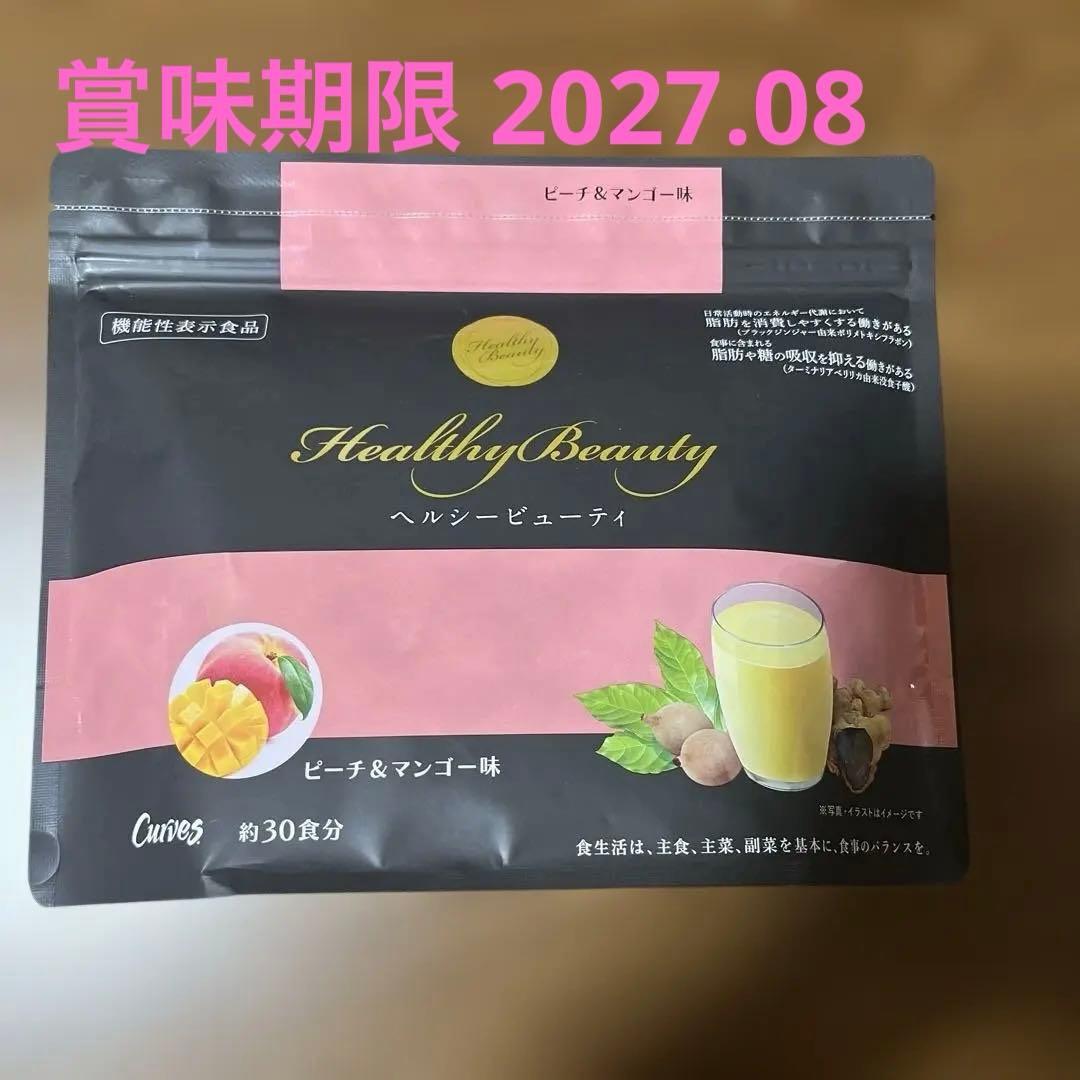 賞味期限 2027.08
ピーチ&マンゴー味
機能性表示食品
日常活動時のエネルギー代謝において
脂肪を消費しやすくする働きがある
(ブラックジンジャー由来ポリメトキシフラボン)
食事に含まれる
脂肪や糖の吸収を抑える働きがある
(ターミナリアベリリカ由来没食子酸)
Healthy
Beauty
Healthy Beauty
ヘルシービューティ
ピーチ&マンゴー味
※写真・イラストはイメージです
Curves 約30食分
食生活は、主食、主菜、副菜を基本に、食事のバランスを。